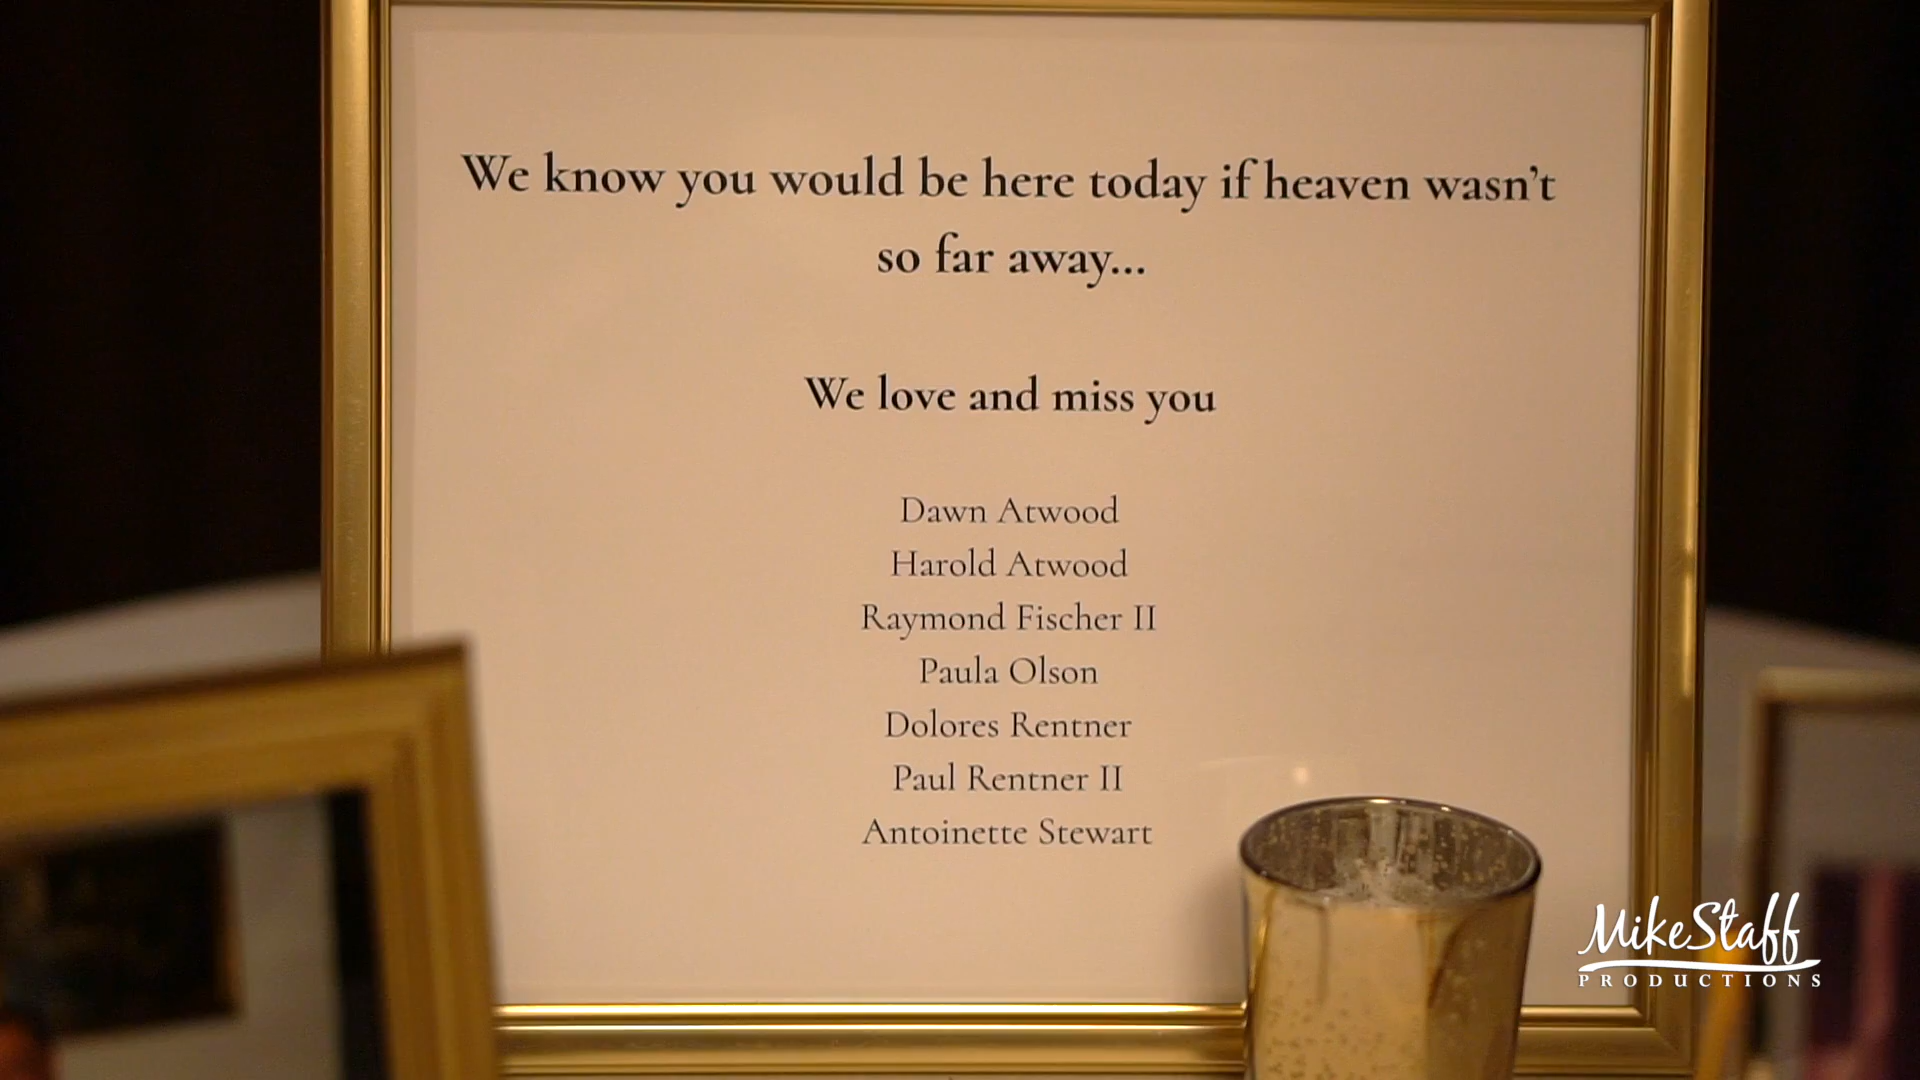 We know you would be here today if heaven wasn't
so far away...
We love and miss you
Dawn Atwood
Harold Atwood
Raymond Fischer II
Paula Olson
Dolores Rentner
Paul Rentner II
Antoinette Stewart
MikeStaff
PRODUCTIONS